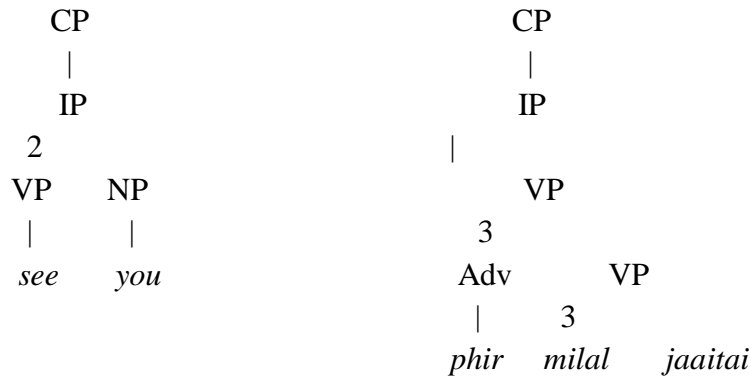 CP CP
| |
IP IP
2 |
VP NP VP
| | 3
see you Adv VP
| 3
phir milal jaaitai